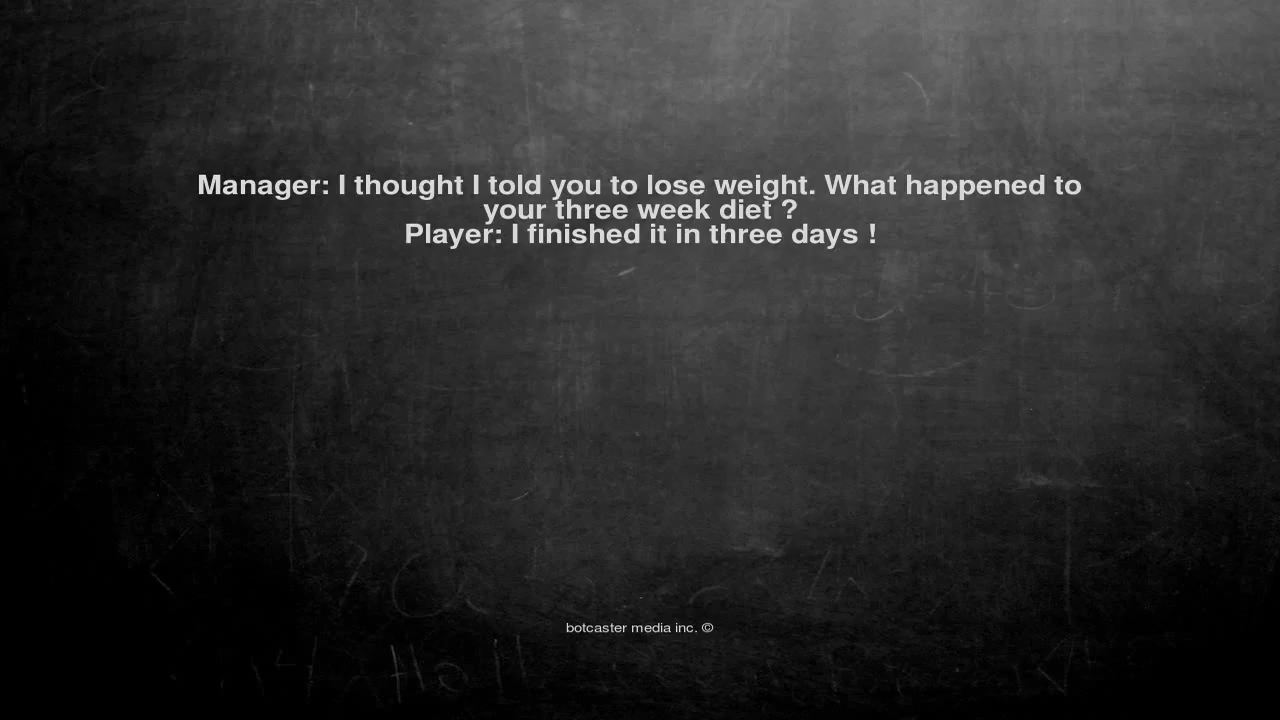 Manager: I thought I told you to lose weight. What happened to
your three week diet ?
Player: I finished it in three days !
botcaster media inc. ©